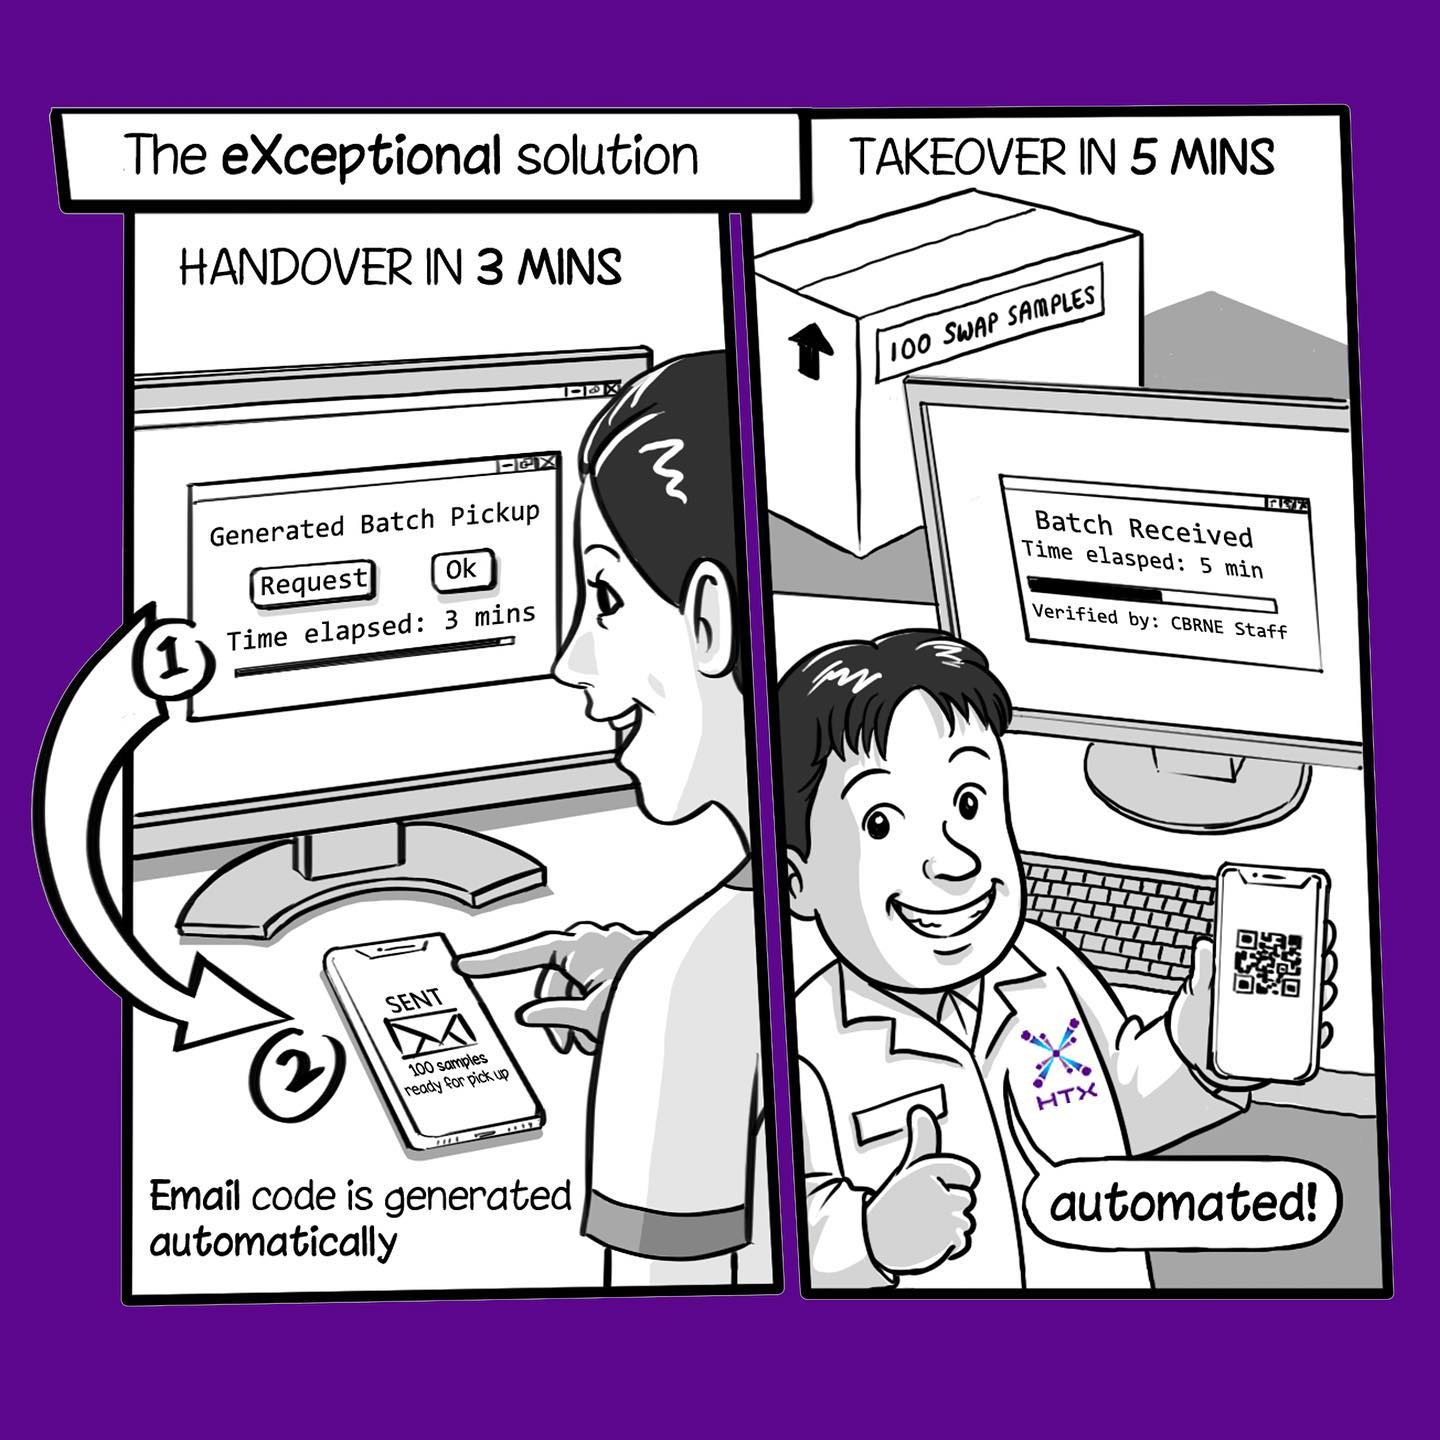 The eXceptional solution
HANDOVER IN 3 MINS
Generated Batch Pickup
Request
Ok
Time elapsed: 3 mins
1
2
SENT
100 samples
ready for pick up
Email code is generated
automatically
TAKEOVER IN 5 MINS
100 SWAP SAMPLES
Batch Received
Time elasped: 5 min
Verified by: CBRNE Staff
HTX
automated!